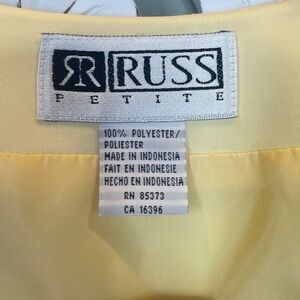 RR RUSS
PETITE
100% POLYESTER/
POLIESTER
MADE IN INDONESIA
FAIT EN INDONESIE
HECHO EN INDONESIA
RN 85373
CA 16396